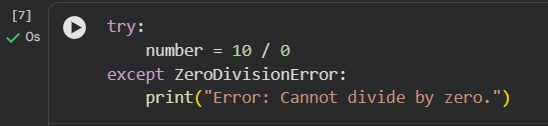 [7]
0s
try:
    number = 10 / 0
except ZeroDivisionError:
    print("Error: Cannot divide by zero.")